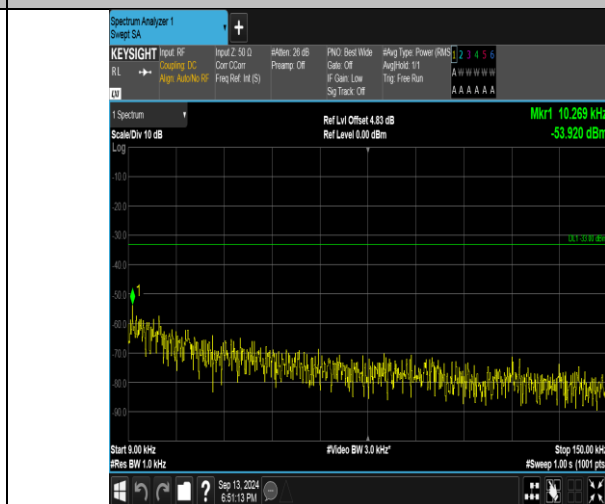 Spectrum Analyzer 1
Swept SA
+
KEYSIGHT Input: RF Input Z: 50 Ω #Atten: 26 dB PNO: Best Wide #Avg Type: Power (RMS 1 2 3 4 5 6
RL Coupling: DC Corr CCorr Preamp: Off Gate: Off Avg|Hold: 1/1 A W W W W W
Align: Auto/No RF Freq Ref: Int (S) IF Gain: Low Trig: Free Run
Sig Track: Off A A A A A A
LXI
1 Spectrum Ref Lvl Offset 4.83 dB Mkr1 10.269 kHz
Scale/Div 10 dB Ref Level 0.00 dBm -53.920 dBm
Log
-10.0
-20.0
-30.0
DL1 -33.00 dBm
-40.0
1
-50.0
-60.0
-70.0
-80.0
-90.0
Start 9.00 kHz #Video BW 3.0 kHz* Stop 150.00 kHz
#Res BW 1.0 kHz #Sweep 1.00 s (1001 pts
? Sep 13, 2024
6:51:13 PM